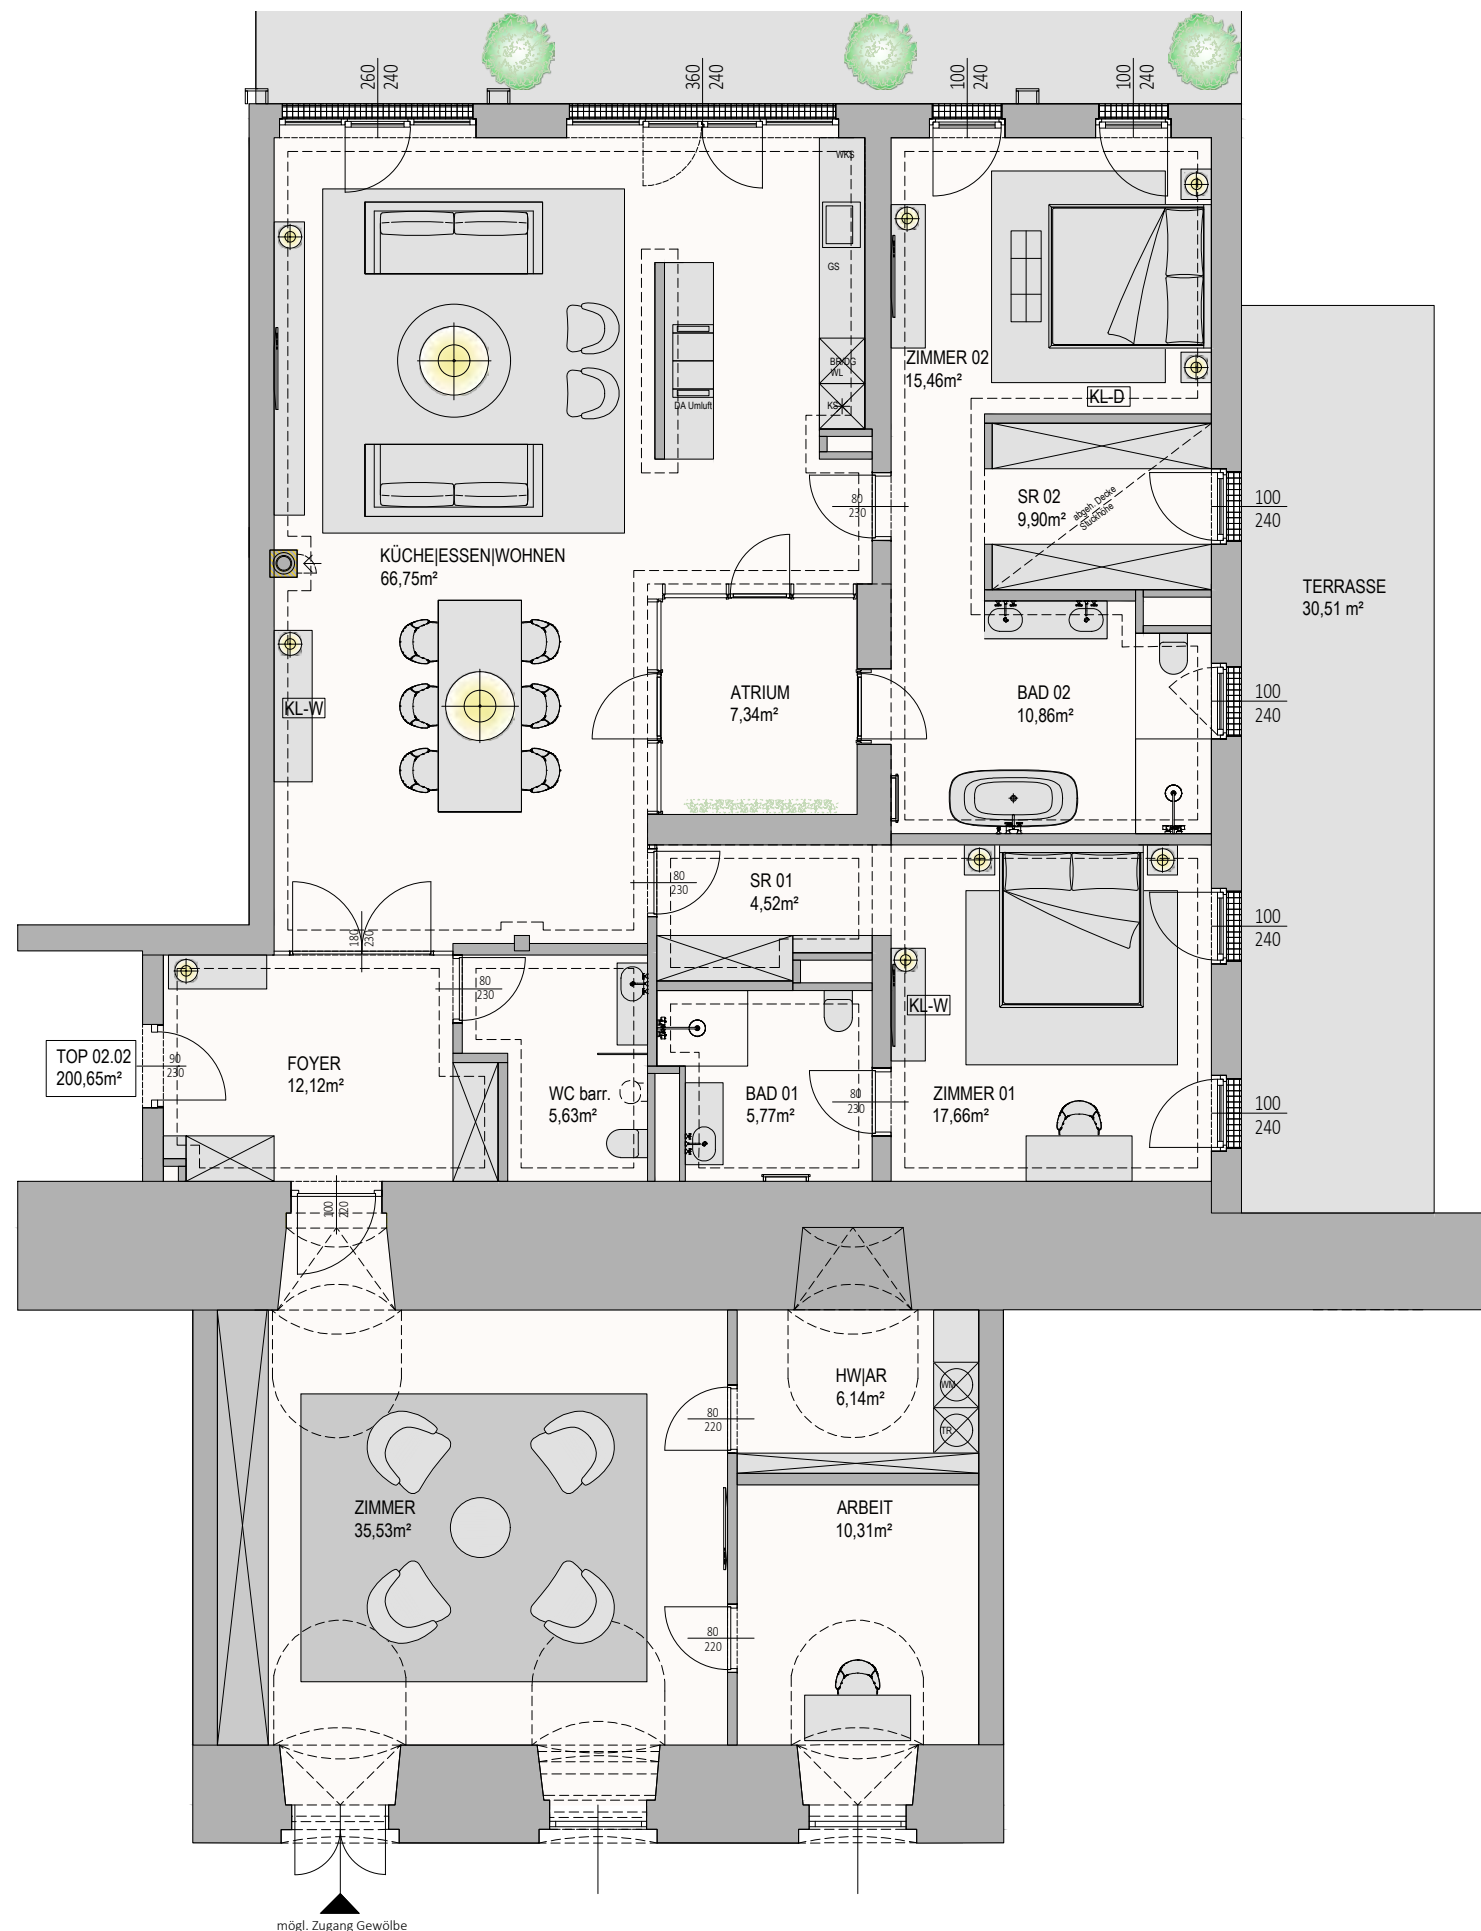 260
240
360
240
100
240
100
240
WKS
GS
BR/DG
WL
KS
DA Umluft
ZIMMER 02
15,46m²
KL-D
SR 02
9,90m²
abgeh. Decke
Stuckhöhe
100
240
80
230
KÜCHE|ESSEN|WOHNEN
66,75m²
TERRASSE
30,51 m²
ATRIUM
7,34m²
BAD 02
10,86m²
100
240
KL-W
80
230
SR 01
4,52m²
100
240
180
230
80
230
KL-W
TOP 02.02
200,65m²
90
230
FOYER
12,12m²
WC barr.
5,63m²
BAD 01
5,77m²
80
230
ZIMMER 01
17,66m²
100
240
100
220
HW|AR
6,14m²
WM
TR
80
220
ZIMMER
35,53m²
ARBEIT
10,31m²
80
220
mögl. Zugang Gewölbe